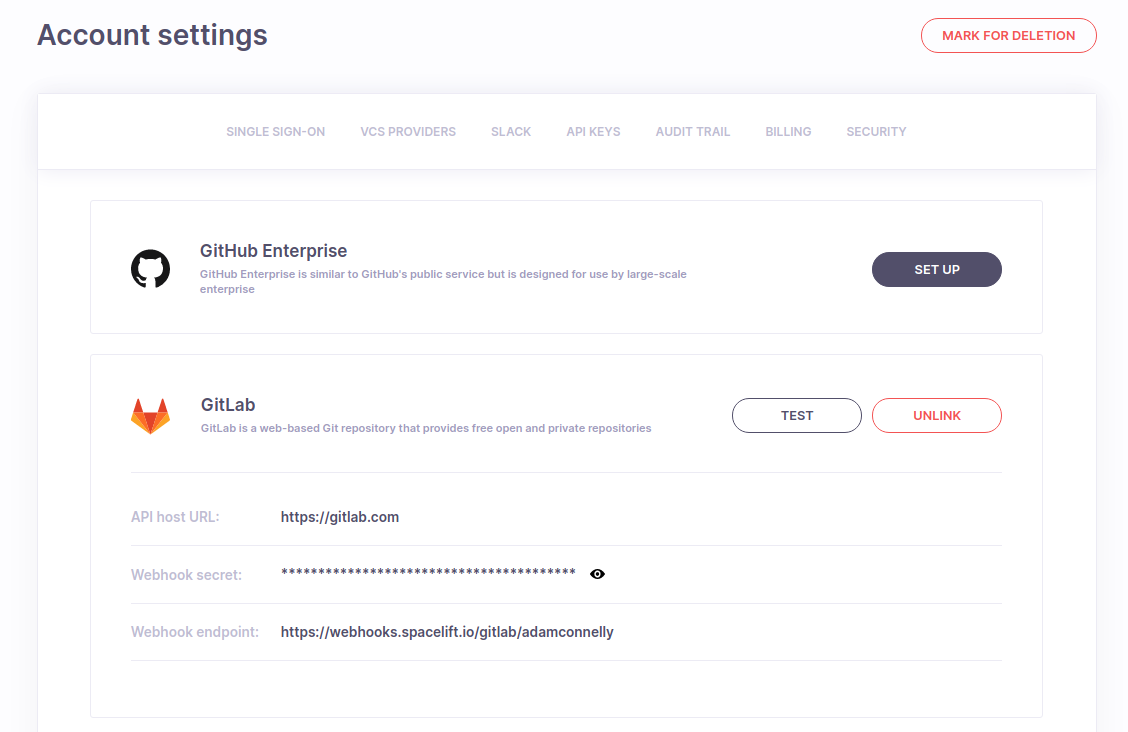 Account settings
MARK FOR DELETION
SINGLE SIGN-ON VCS PROVIDERS SLACK API KEYS AUDIT TRAIL BILLING SECURITY
GitHub Enterprise
GitHub Enterprise is similar to GitHub's public service but is designed for use by large-scale
enterprise
SET UP
GitLab
GitLab is a web-based Git repository that provides free open and private repositories
TEST
UNLINK
API host URL: https://gitlab.com
Webhook secret: ****************************************
Webhook endpoint: https://webhooks.spacelift.io/gitlab/adamconnelly